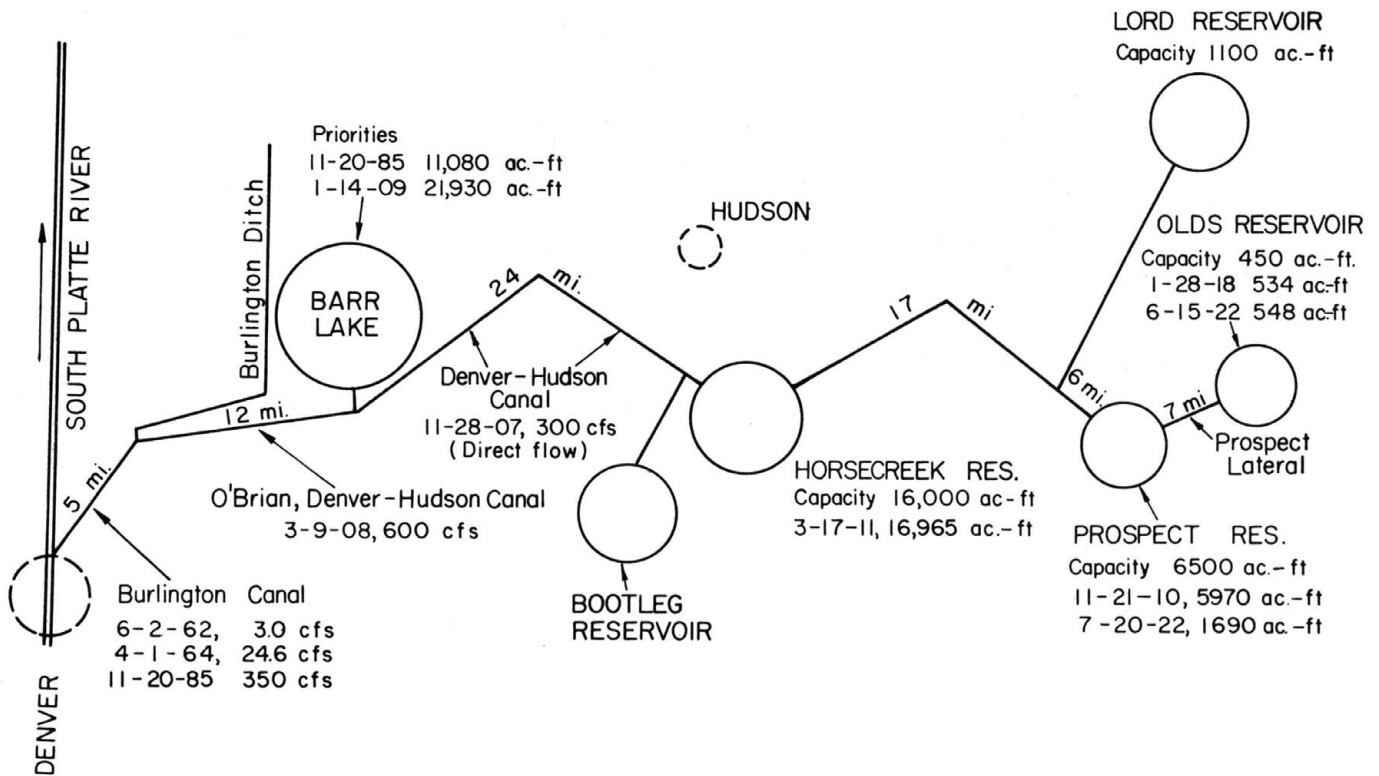 LORD RESERVOIR
Capacity 1100 ac.-ft
Priorities
11-20-85 11,080 ac.-ft
1-14-09 21,930 ac.-ft
SOUTH PLATTE RIVER
Burlington Ditch
BARR
LAKE
24 mi.
HUDSON
OLDS RESERVOIR
Capacity 450 ac.-ft.
1-28-18 534 ac-ft
6-15-22 548 ac-ft
17 mi
Denver-Hudson
Canal
11-28-07, 300 cfs
(Direct flow)
12 mi.
5 mi.
O'Brian, Denver-Hudson Canal
3-9-08, 600 cfs
6 mi.
7 mi
Prospect
Lateral
HORSECREEK RES.
Capacity 16,000 ac-ft
3-17-11, 16,965 ac.-ft
PROSPECT RES.
Capacity 6500 ac.-ft
11-21-10, 5970 ac.-ft
7-20-22, 1690 ac.-ft
BOOTLEG
RESERVOIR
Burlington Canal
6-2-62, 3.0 cfs
4-1-64, 24.6 cfs
11-20-85 350 cfs
DENVER